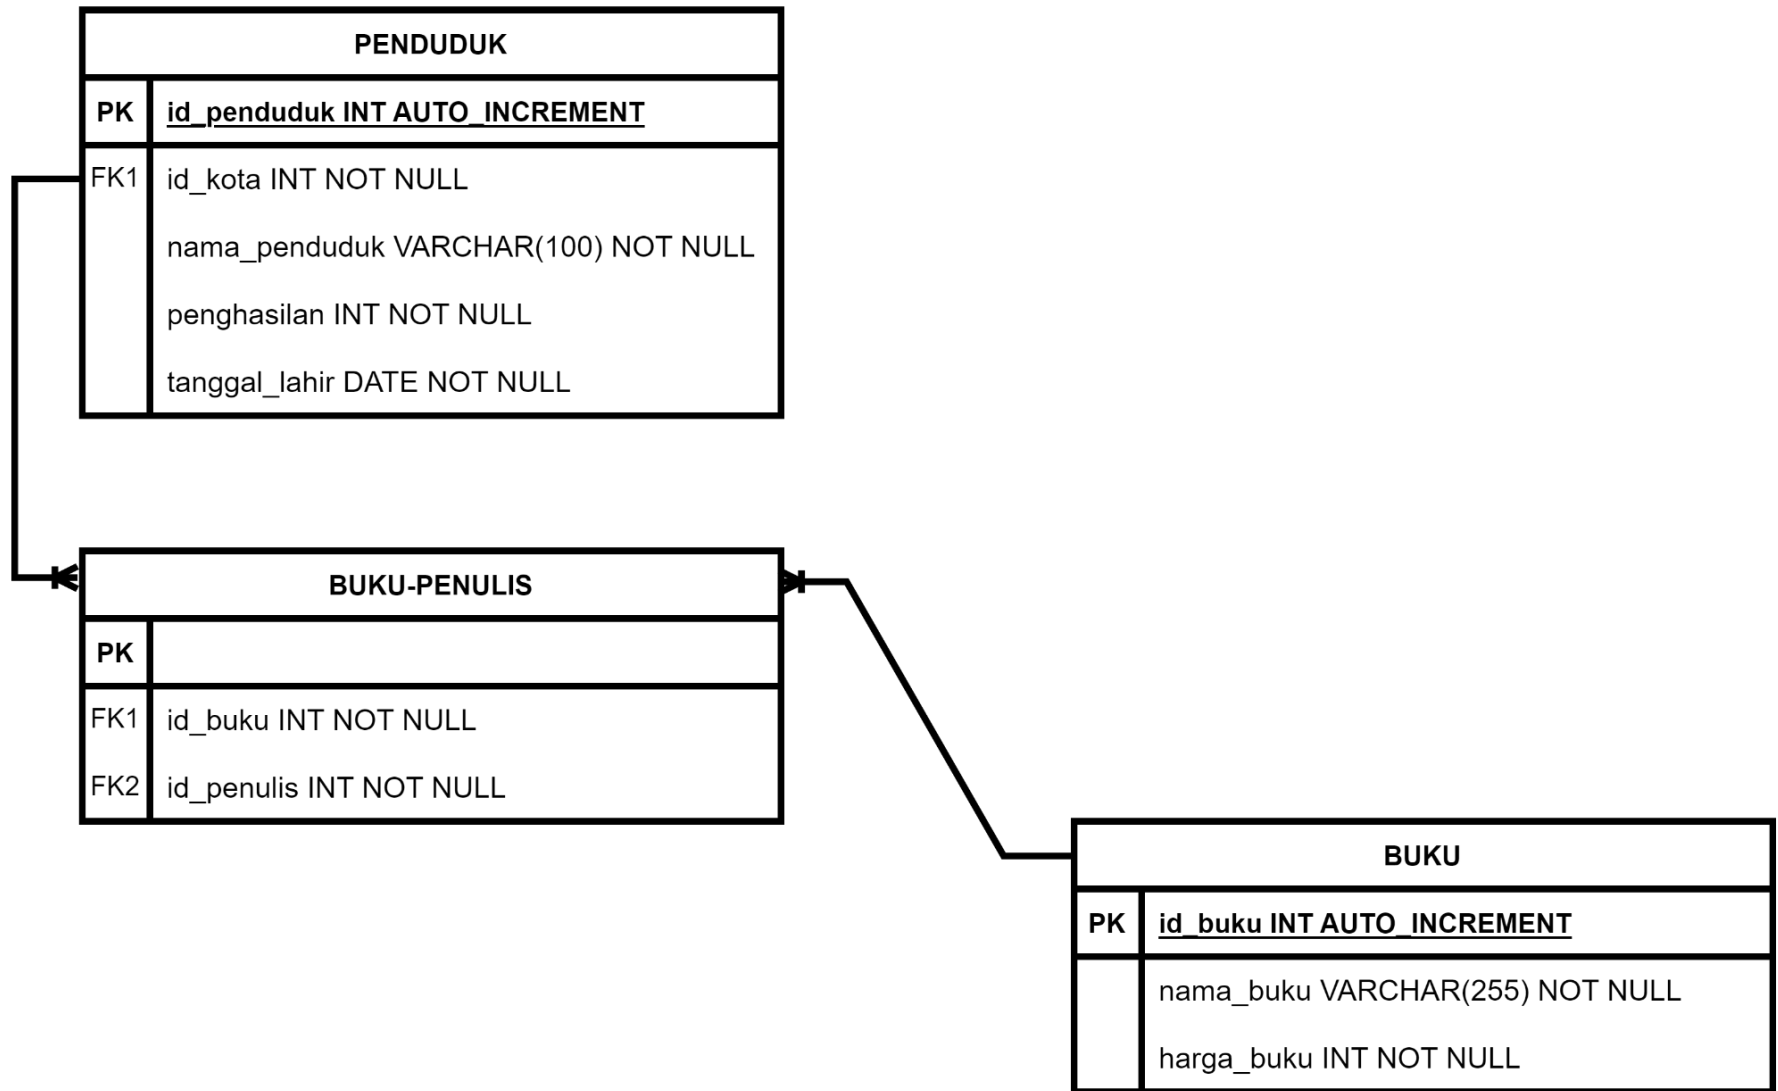 PENDUDUK
PK id_penduduk INT AUTO_INCREMENT
FK1 id_kota INT NOT NULL
nama_penduduk VARCHAR(100) NOT NULL
penghasilan INT NOT NULL
tanggal_lahir DATE NOT NULL
BUKU-PENULIS
PK
FK1 id_buku INT NOT NULL
FK2 id_penulis INT NOT NULL
BUKU
PK id_buku INT AUTO_INCREMENT
nama_buku VARCHAR(255) NOT NULL
harga_buku INT NOT NULL